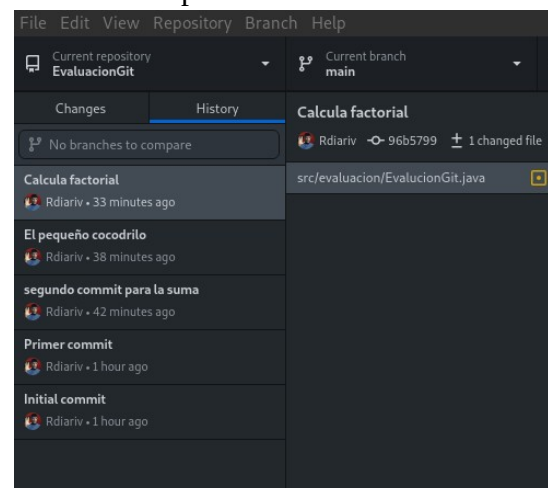 File Edit View Repository Branch Help
Current repository
EvaluacionGit
Current branch
main
Changes History
No branches to compare
Calcula factorial
Rdiariv • 33 minutes ago
El pequeño cocodrilo
Rdiariv • 38 minutes ago
segundo commit para la suma
Rdiariv • 42 minutes ago
Primer commit
Rdiariv • 1 hour ago
Initial commit
Rdiariv • 1 hour ago
Calcula factorial
Rdiariv 96b5799 1 changed file
src/evaluacion/EvalucionGit.java